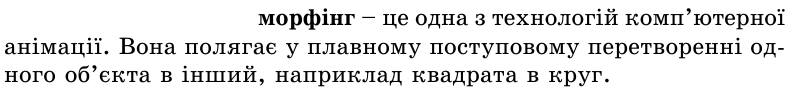 морфінг – це одна з технологій комп’ютерної
анімації. Вона полягає у плавному поступовому перетворенні од-
ного об’єкта в інший, наприклад квадрата в круг.